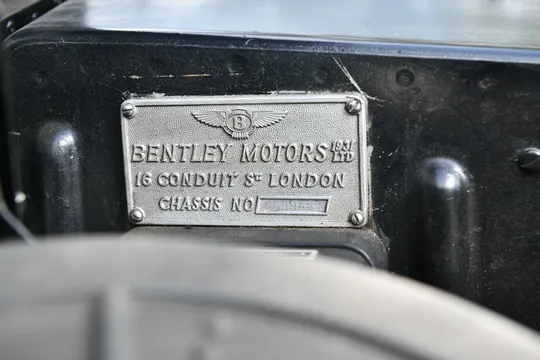 B
BENTLEY MOTORS 1931 LTD
16 CONDUIT ST LONDON
CHASSIS NO